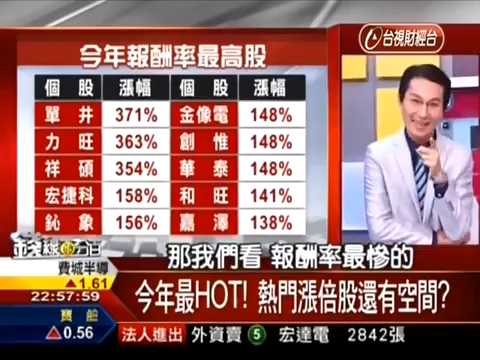 台視財經台
今年報酬率最高股
個股 漲幅 個股 漲幅
單井 371% 金像電 148%
力旺 363% 創惟 148%
祥碩 354% 華泰 148%
宏捷科 158% 和旺 141%
鈊象 156% 嘉澤 138%
那我們看 報酬率最慘的
錢線百分百
費城半導
▲1.61
22:57:59
今年最HOT! 熱門漲倍股還有空間?
寶齡
▲0.56
法人進出 外資賣 5 宏達電 2842張